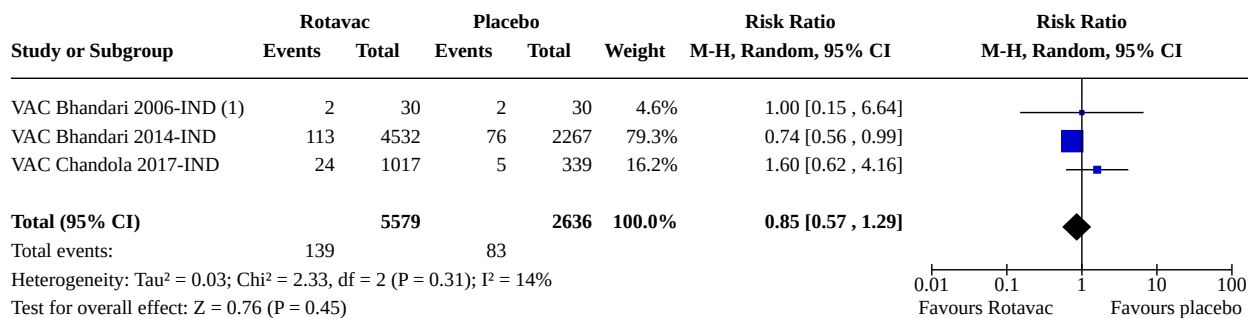 Rotavac Placebo Risk Ratio Risk Ratio
Study or Subgroup Events Total Events Total Weight M-H, Random, 95% CI M-H, Random, 95% CI
VAC Bhandari 2006-IND (1) 2 30 2 30 4.6% 1.00 [0.15 , 6.64]
VAC Bhandari 2014-IND 113 4532 76 2267 79.3% 0.74 [0.56 , 0.99]
VAC Chandola 2017-IND 24 1017 5 339 16.2% 1.60 [0.62 , 4.16]
Total (95% CI) 5579 2636 100.0% 0.85 [0.57 , 1.29]
Total events: 139 83
Heterogeneity: Tau² = 0.03; Chi² = 2.33, df = 2 (P = 0.31); I² = 14%
0.01 0.1 1 10 100
Test for overall effect: Z = 0.76 (P = 0.45) Favours Rotavac Favours placebo